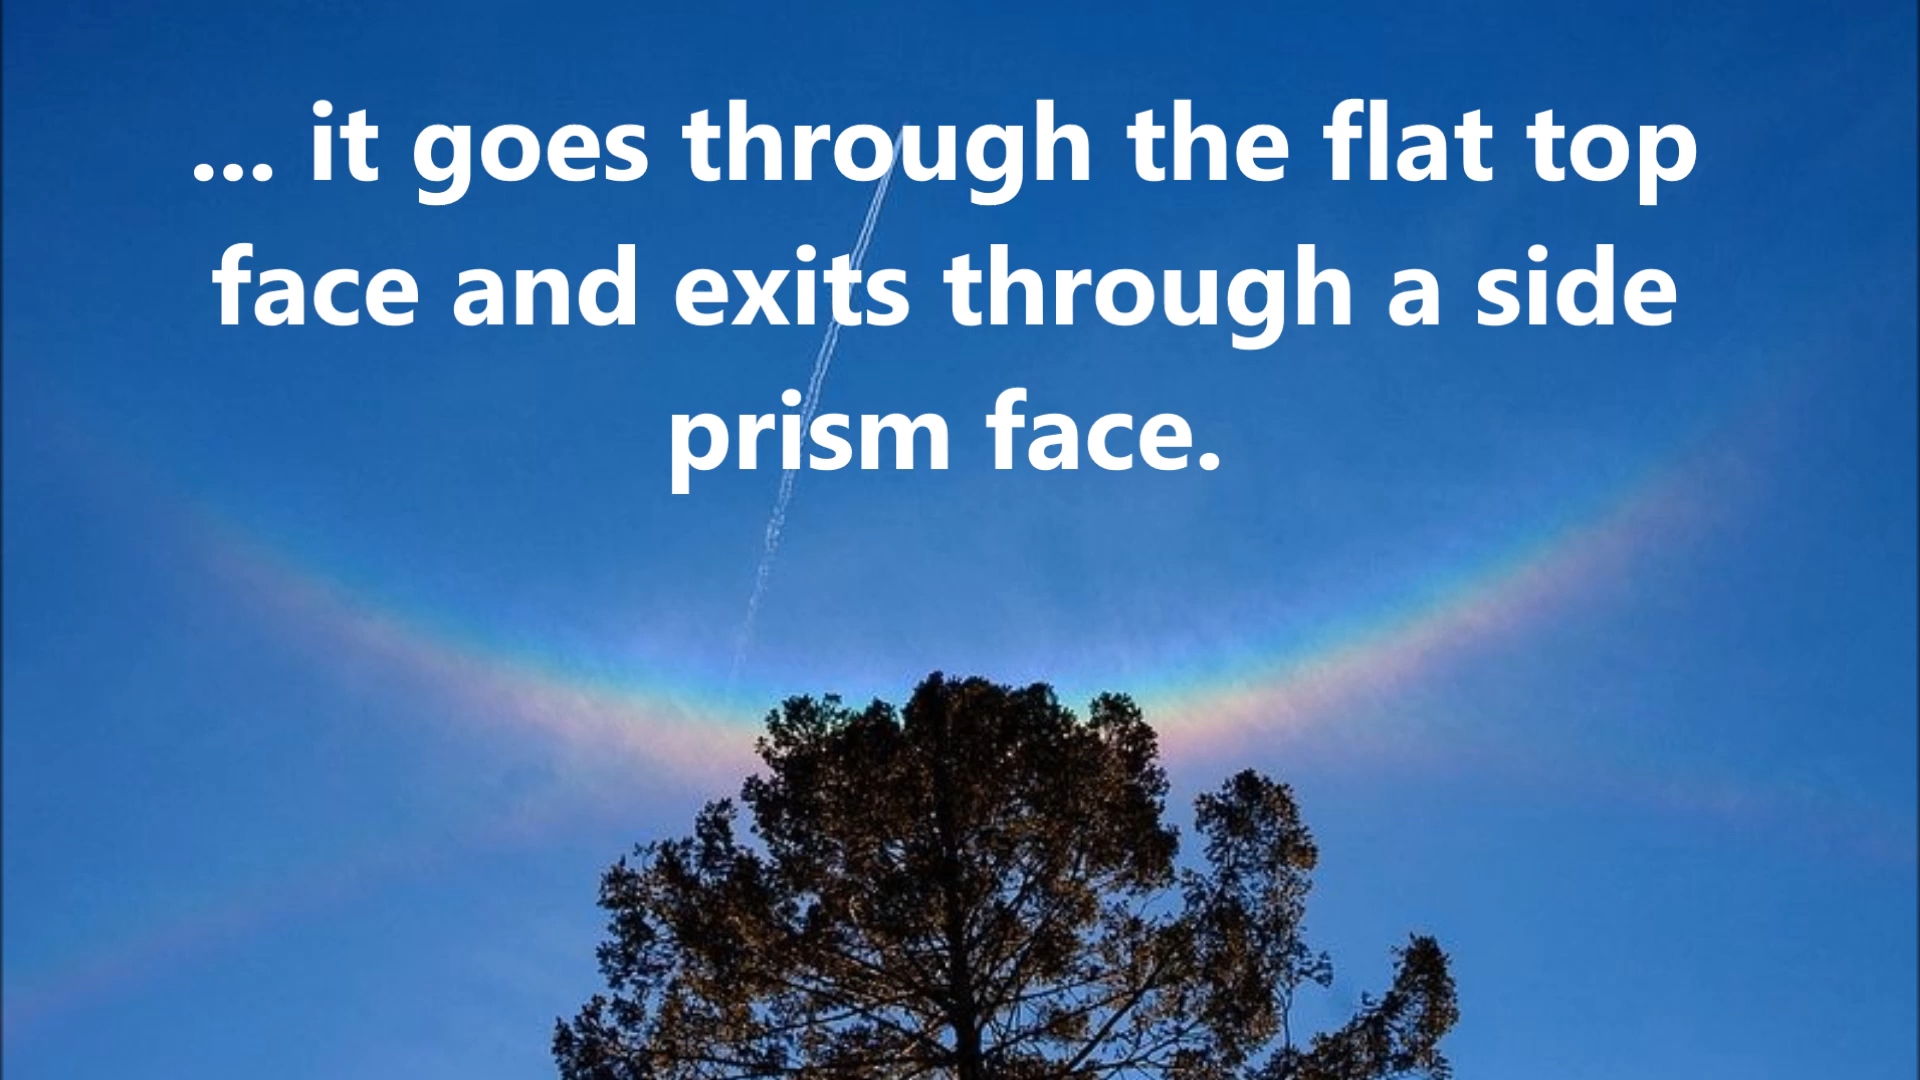 ... it goes through the flat top
face and exits through a side
prism face.